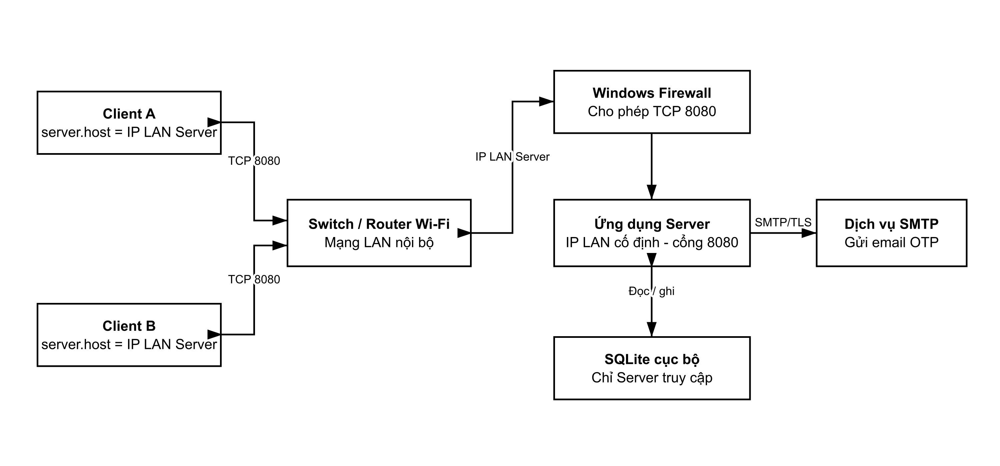 Client A
server.host = IP LAN Server
TCP 8080
Client B
server.host = IP LAN Server
TCP 8080
Switch / Router Wi-Fi
Mạng LAN nội bộ
IP LAN Server
Windows Firewall
Cho phép TCP 8080
Ứng dụng Server
IP LAN cố định - cổng 8080
SMTP/TLS
Dịch vụ SMTP
Gửi email OTP
Đọc / ghi
SQLite cục bộ
Chỉ Server truy cập